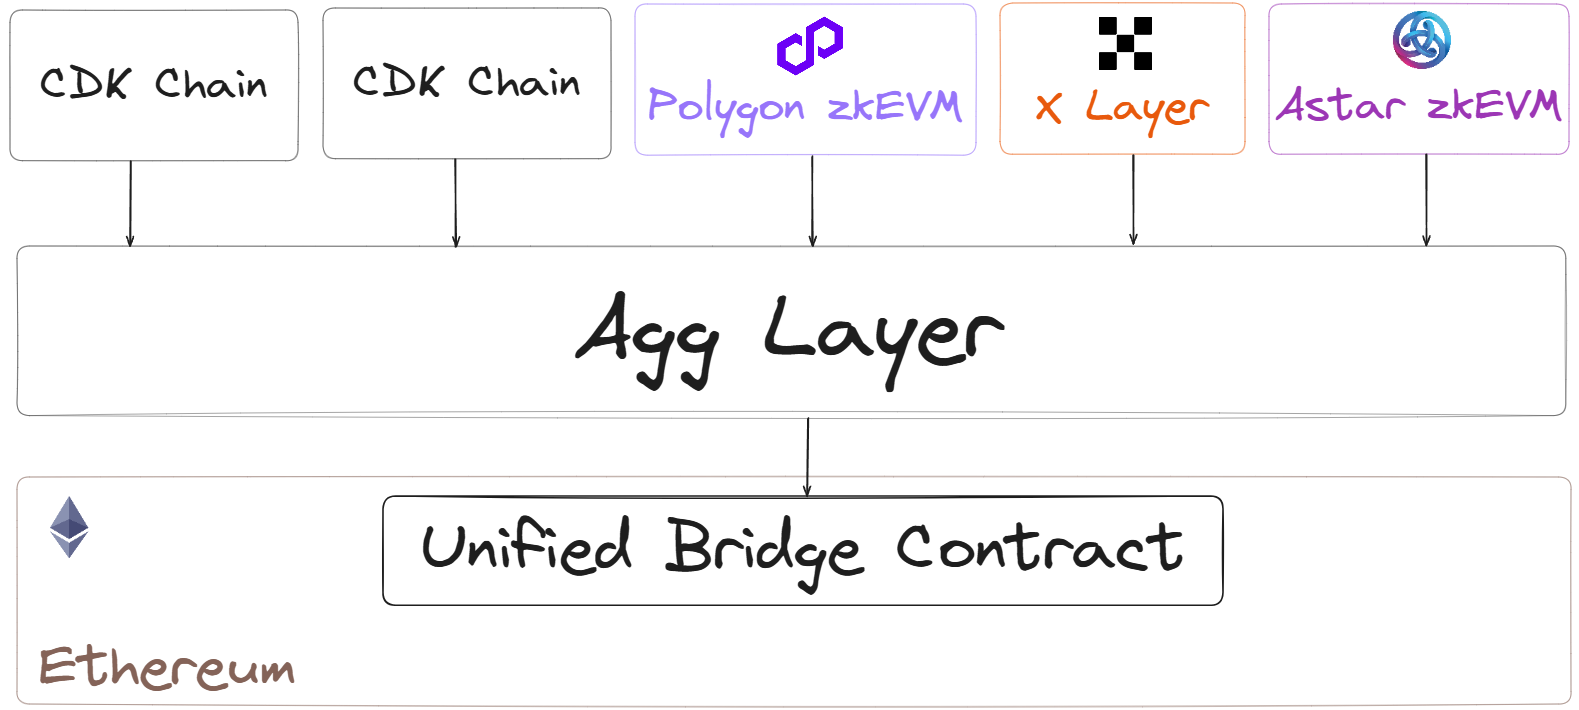 CDK Chain
CDK Chain
Polygon zkEVM
X Layer
Astar zkEVM
Agg Layer
Unified Bridge Contract
Ethereum